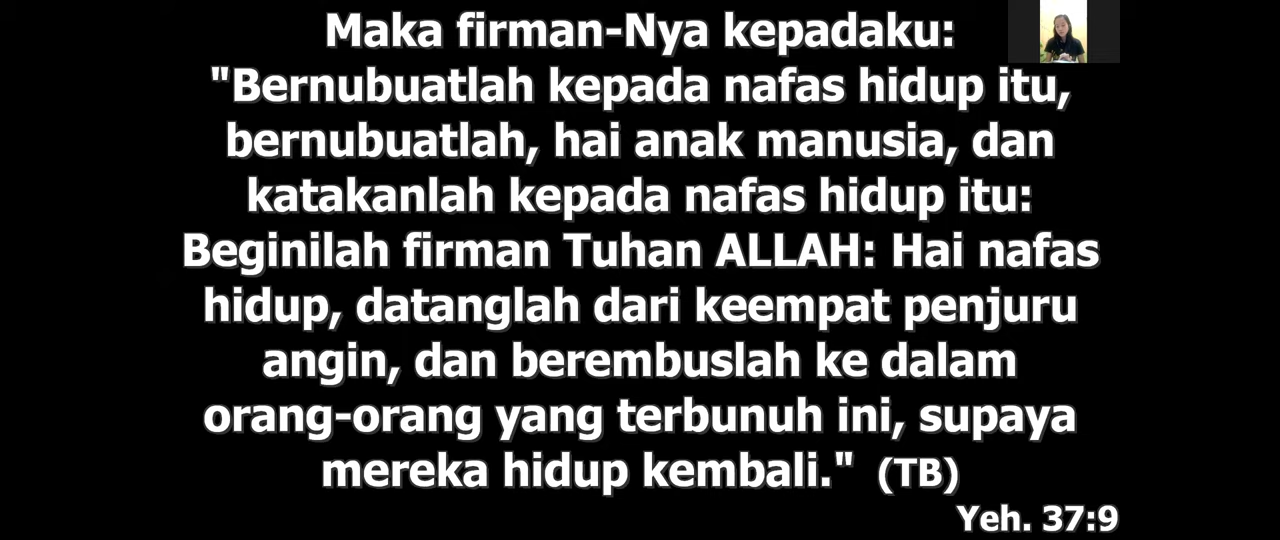 Maka firman-Nya kepadaku:
"Bernubuatlah kepada nafas hidup itu,
bernubuatlah, hai anak manusia, dan
katakanlah kepada nafas hidup itu:
Beginilah firman Tuhan ALLAH: Hai nafas
hidup, datanglah dari keempat penjuru
angin, dan berembuslah ke dalam
orang-orang yang terbunuh ini, supaya
mereka hidup kembali." (TB)
Yeh. 37:9